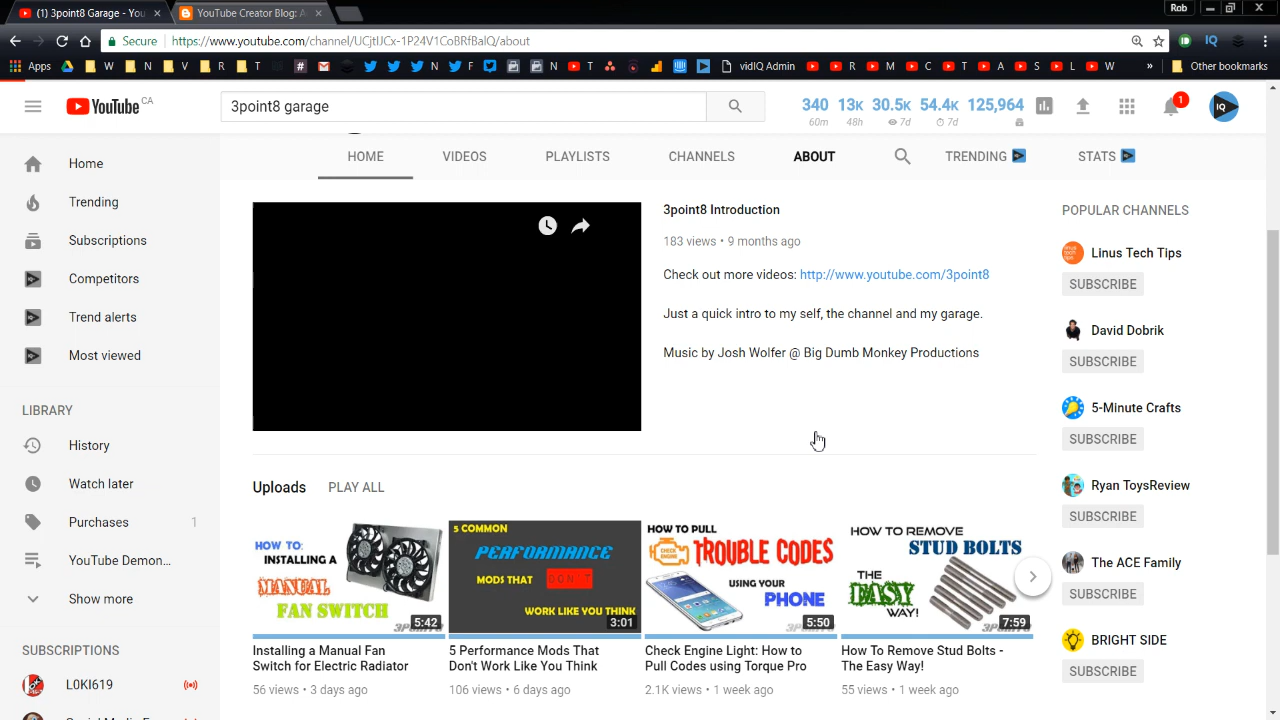 (1) 3point8 Garage - You
YouTube Creator Blog: A
Rob
Secure
https://www.youtube.com/channel/UCjtlJCx-1P24V1CoBRfBaIQ/about
IQ
Apps
W
N
V
R
T
#
N
F
N
T
vidIQ Admin
R
M
C
T
A
S
L
W
»
Other bookmarks
YouTube CA
3point8 garage
340
60m
13K
48h
30.5K
7d
54.4K
7d
125,964
1
IQ
HOME
VIDEOS
PLAYLISTS
CHANNELS
ABOUT
TRENDING
STATS
Home
Trending
Subscriptions
Competitors
Trend alerts
Most viewed
LIBRARY
History
Watch later
Purchases 1
YouTube Demon...
Show more
SUBSCRIPTIONS
L0KI619
3point8 Introduction
183 views • 9 months ago
Check out more videos: http://www.youtube.com/3point8
Just a quick intro to my self, the channel and my garage.
Music by Josh Wolfer @ Big Dumb Monkey Productions
Uploads
PLAY ALL
HOW TO:
INSTALLING A
MANUAL
FAN SWITCH
5:42
Installing a Manual Fan
Switch for Electric Radiator
56 views • 3 days ago
5 COMMON
PERFORMANCE
MODS THAT
DON'T
WORK LIKE YOU THINK
3:01
5 Performance Mods That
Don't Work Like You Think
106 views • 6 days ago
HOW TO PULL
CHECK
ENGINE
TROUBLE CODES
USING YOUR
PHONE
5:50
Check Engine Light: How to
Pull Codes using Torque Pro
2.1K views • 1 week ago
HOW TO REMOVE
STUD BOLTS
THE
EASY
WAY!
7:59
How To Remove Stud Bolts -
The Easy Way!
55 views • 1 week ago
POPULAR CHANNELS
Linus Tech Tips
SUBSCRIBE
David Dobrik
SUBSCRIBE
5-Minute Crafts
SUBSCRIBE
Ryan ToysReview
SUBSCRIBE
The ACE Family
SUBSCRIBE
BRIGHT SIDE
SUBSCRIBE